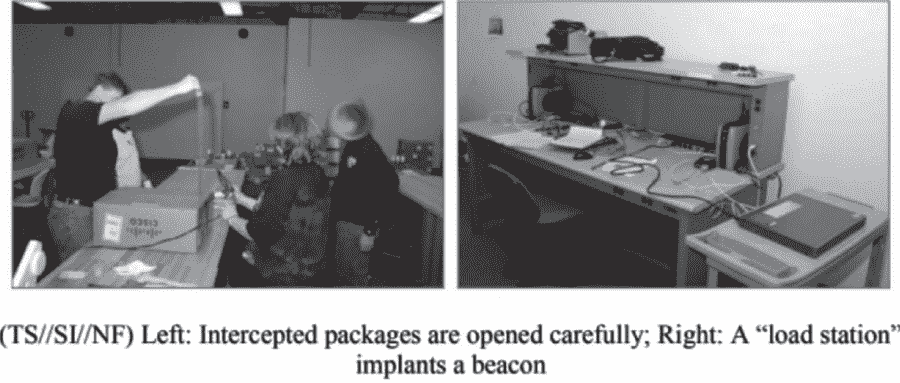 (TS//SI//NF) Left: Intercepted packages are opened carefully; Right: A “load station”
implants a beacon